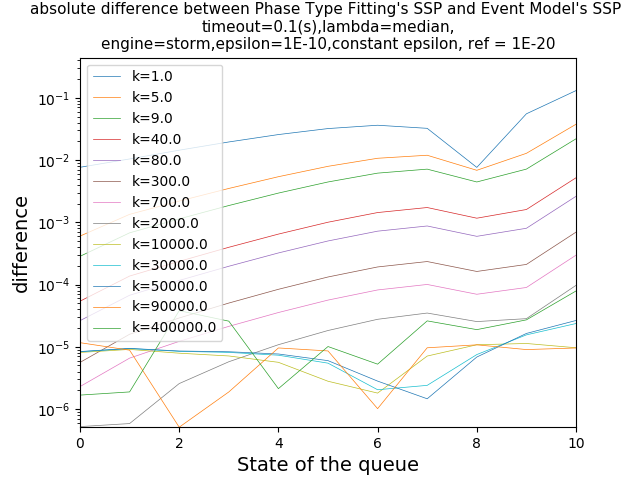 absolute difference between Phase Type Fitting's SSP and Event Model's SSP
timeout=0.1(s),lambda=median,
engine=storm,epsilon=1E-10,constant epsilon, ref = 1E-20
k=1.0
k=5.0
k=9.0
k=40.0
k=80.0
k=300.0
k=700.0
k=2000.0
k=10000.0
k=30000.0
k=50000.0
k=90000.0
k=400000.0
10⁻¹
10⁻²
10⁻³
10⁻⁴
10⁻⁵
10⁻⁶
difference
0 2 4 6 8 10
State of the queue